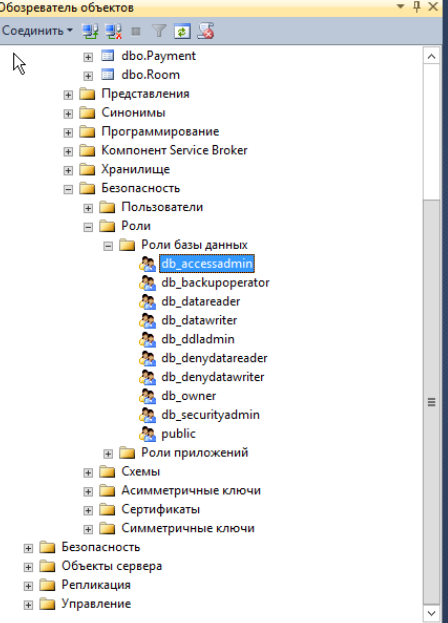 Обозреватель объектов
Соединить
dbo.Payment
dbo.Room
Представления
Синонимы
Программирование
Компонент Service Broker
Хранилище
Безопасность
Пользователи
Роли
Роли базы данных
db_accessadmin
db_backupoperator
db_datareader
db_datawriter
db_ddladmin
db_denydatareader
db_denydatawriter
db_owner
db_securityadmin
public
Роли приложений
Схемы
Асимметричные ключи
Сертификаты
Симметричные ключи
Безопасность
Объекты сервера
Репликация
Управление